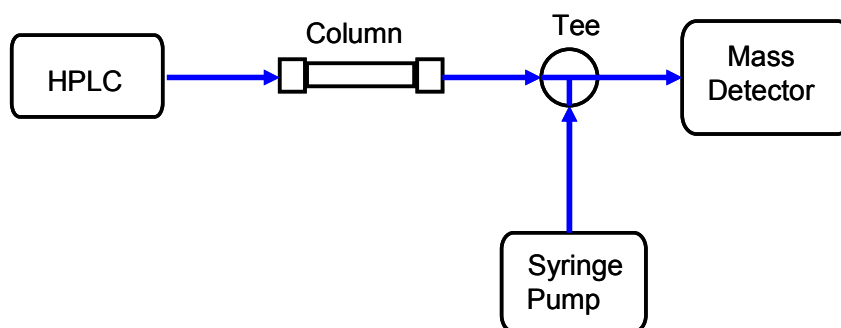 Column
Tee
HPLC
Mass
Detector
Syringe
Pump